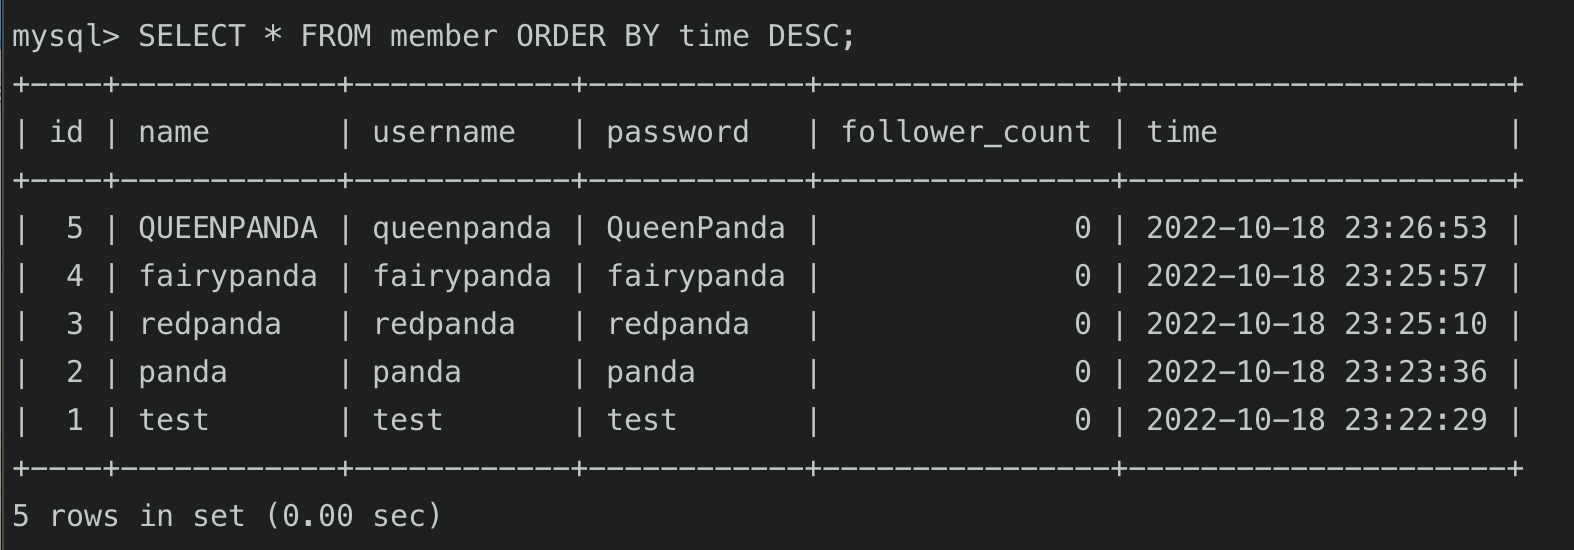 mysql> SELECT * FROM member ORDER BY time DESC;
+----+------------+------------+------------+----------------+---------------------+
| id | name       | username   | password   | follower_count | time                |
+----+------------+------------+------------+----------------+---------------------+
|  5 | QUEENPANDA | queenpanda | QueenPanda |              0 | 2022-10-18 23:26:53 |
|  4 | fairypanda | fairypanda | fairypanda |              0 | 2022-10-18 23:25:57 |
|  3 | redpanda   | redpanda   | redpanda   |              0 | 2022-10-18 23:25:10 |
|  2 | panda      | panda      | panda      |              0 | 2022-10-18 23:23:36 |
|  1 | test       | test       | test       |              0 | 2022-10-18 23:22:29 |
+----+------------+------------+------------+----------------+---------------------+
5 rows in set (0.00 sec)